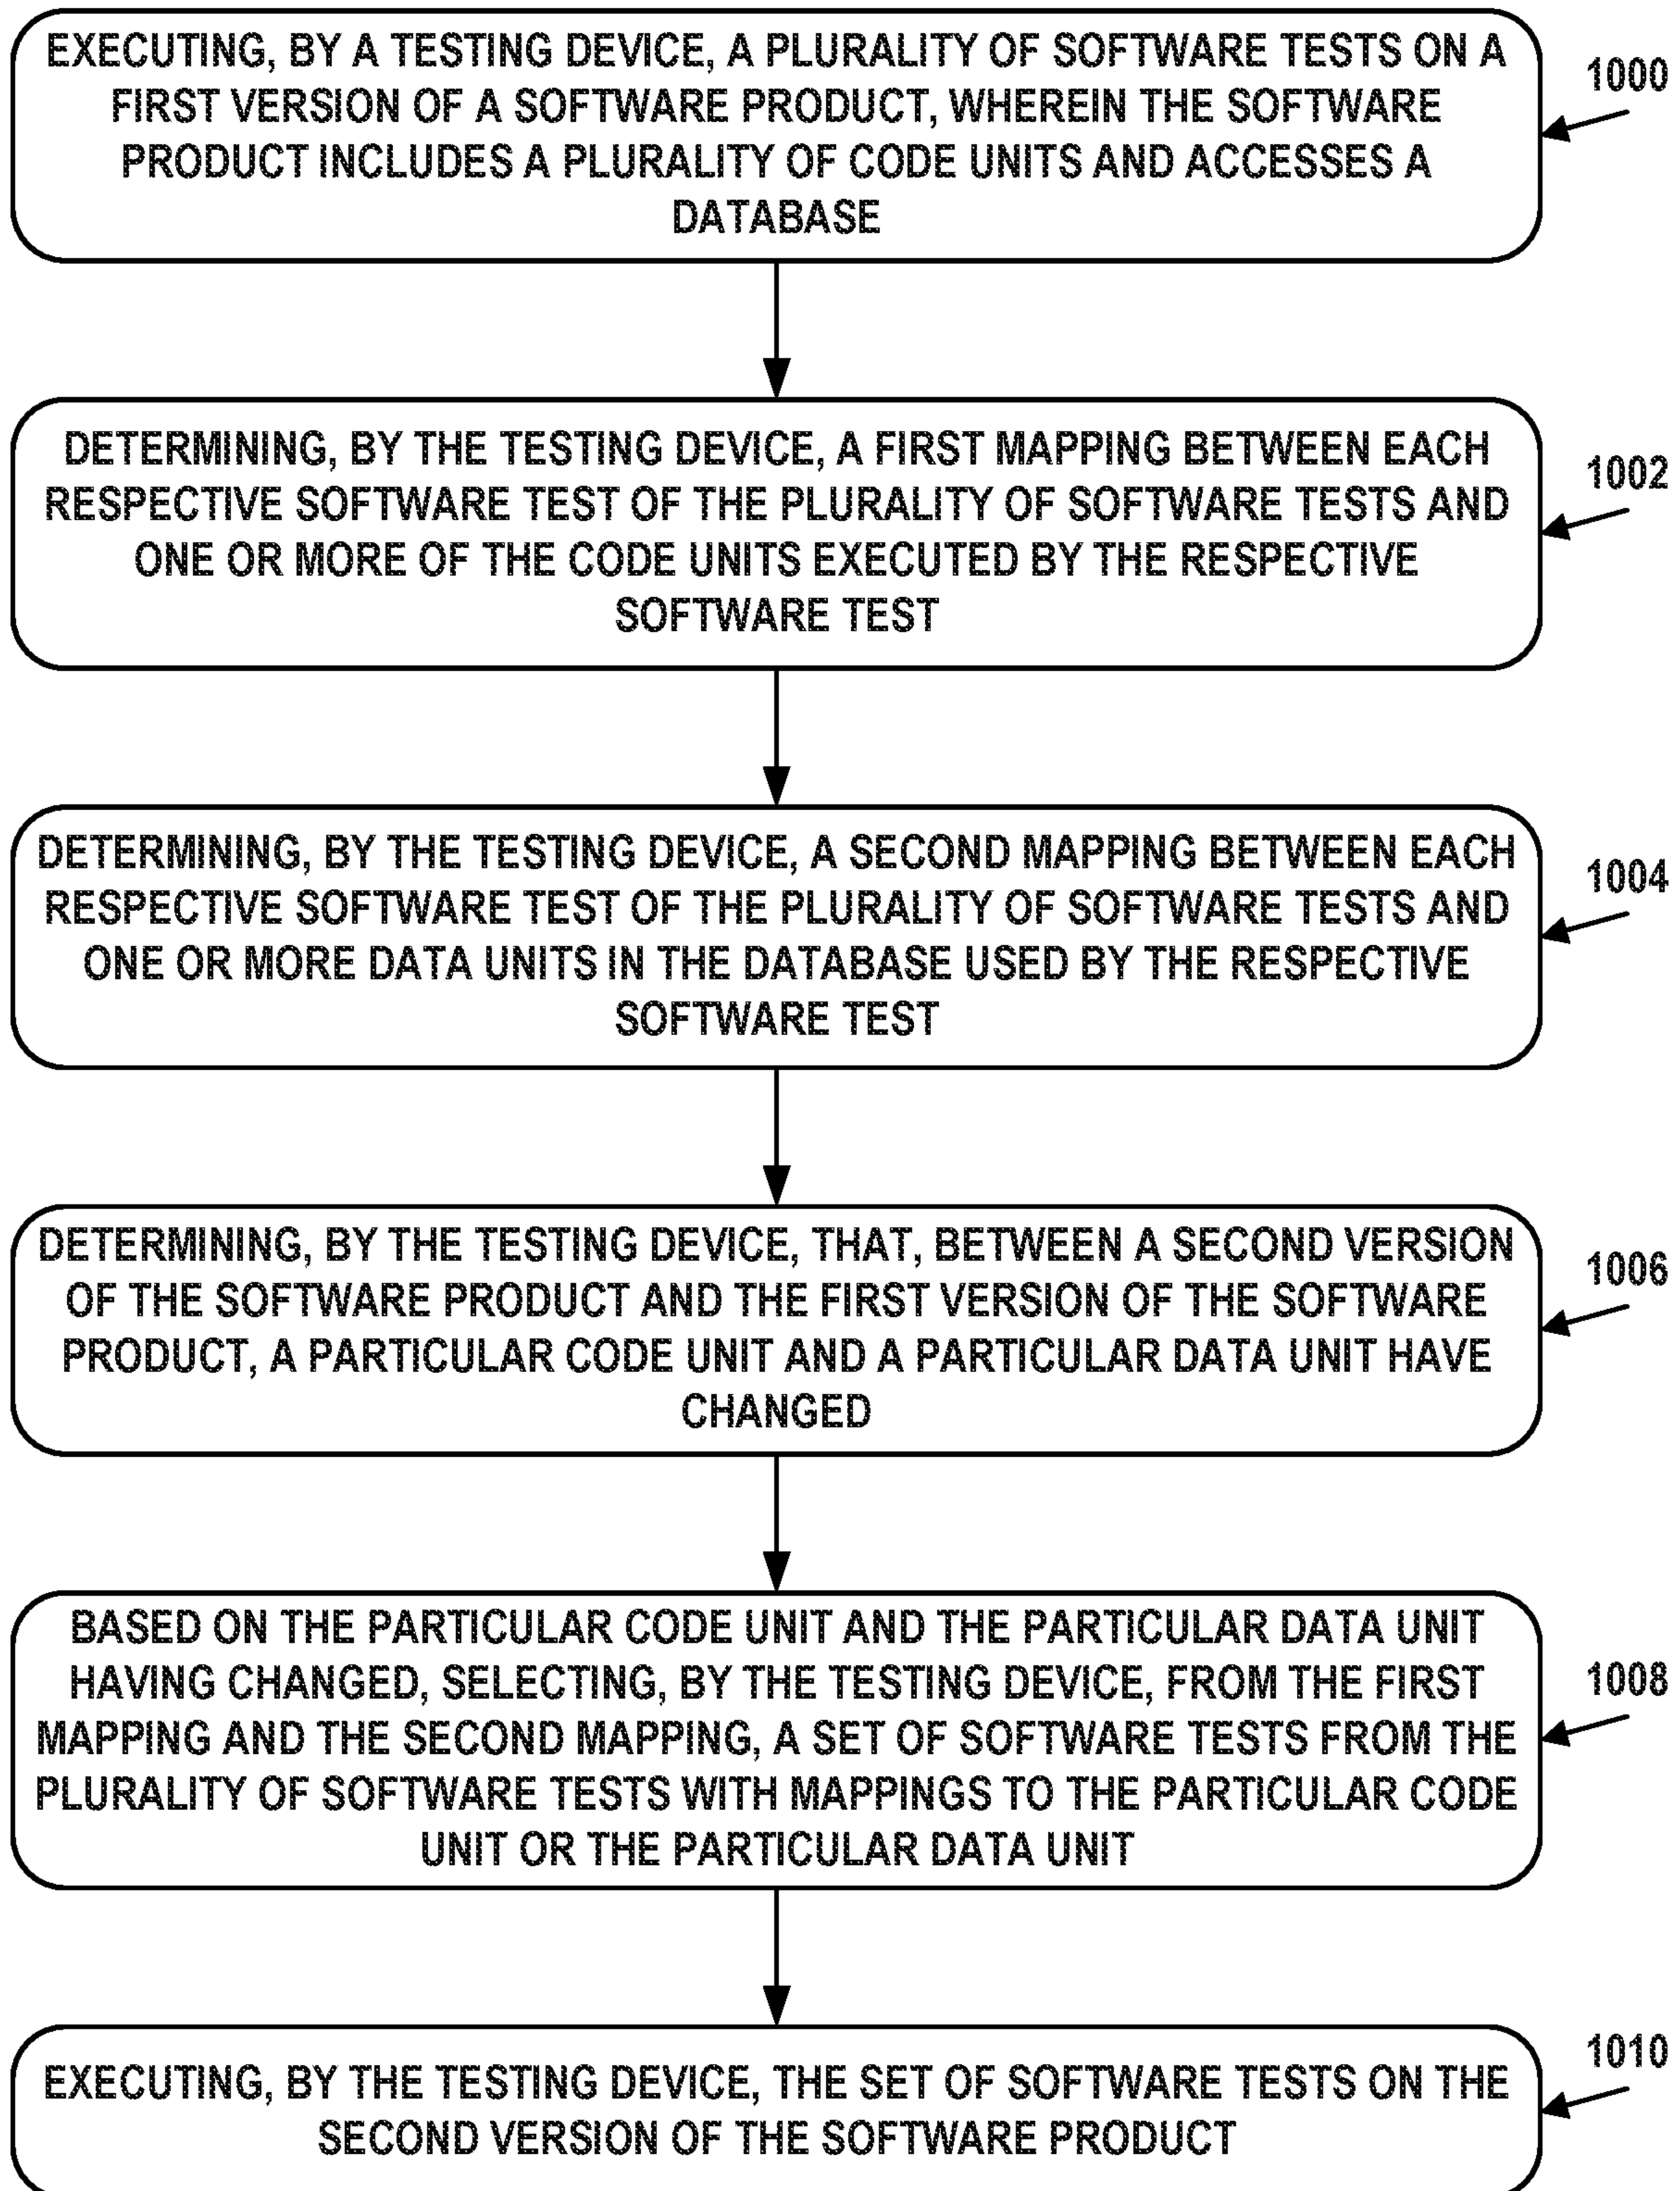 EXECUTING, BY A TESTING DEVICE, A PLURALITY OF SOFTWARE TESTS ON A
FIRST VERSION OF A SOFTWARE PRODUCT, WHEREIN THE SOFTWARE
PRODUCT INCLUDES A PLURALITY OF CODE UNITS AND ACCESSES A
DATABASE
1000
DETERMINING, BY THE TESTING DEVICE, A FIRST MAPPING BETWEEN EACH
RESPECTIVE SOFTWARE TEST OF THE PLURALITY OF SOFTWARE TESTS AND
ONE OR MORE OF THE CODE UNITS EXECUTED BY THE RESPECTIVE
SOFTWARE TEST
1002
DETERMINING, BY THE TESTING DEVICE, A SECOND MAPPING BETWEEN EACH
RESPECTIVE SOFTWARE TEST OF THE PLURALITY OF SOFTWARE TESTS AND
ONE OR MORE DATA UNITS IN THE DATABASE USED BY THE RESPECTIVE
SOFTWARE TEST
1004
DETERMINING, BY THE TESTING DEVICE, THAT, BETWEEN A SECOND VERSION
OF THE SOFTWARE PRODUCT AND THE FIRST VERSION OF THE SOFTWARE
PRODUCT, A PARTICULAR CODE UNIT AND A PARTICULAR DATA UNIT HAVE
CHANGED
1006
BASED ON THE PARTICULAR CODE UNIT AND THE PARTICULAR DATA UNIT
HAVING CHANGED, SELECTING, BY THE TESTING DEVICE, FROM THE FIRST
MAPPING AND THE SECOND MAPPING, A SET OF SOFTWARE TESTS FROM THE
PLURALITY OF SOFTWARE TESTS WITH MAPPINGS TO THE PARTICULAR CODE
UNIT OR THE PARTICULAR DATA UNIT
1008
EXECUTING, BY THE TESTING DEVICE, THE SET OF SOFTWARE TESTS ON THE
SECOND VERSION OF THE SOFTWARE PRODUCT
1010